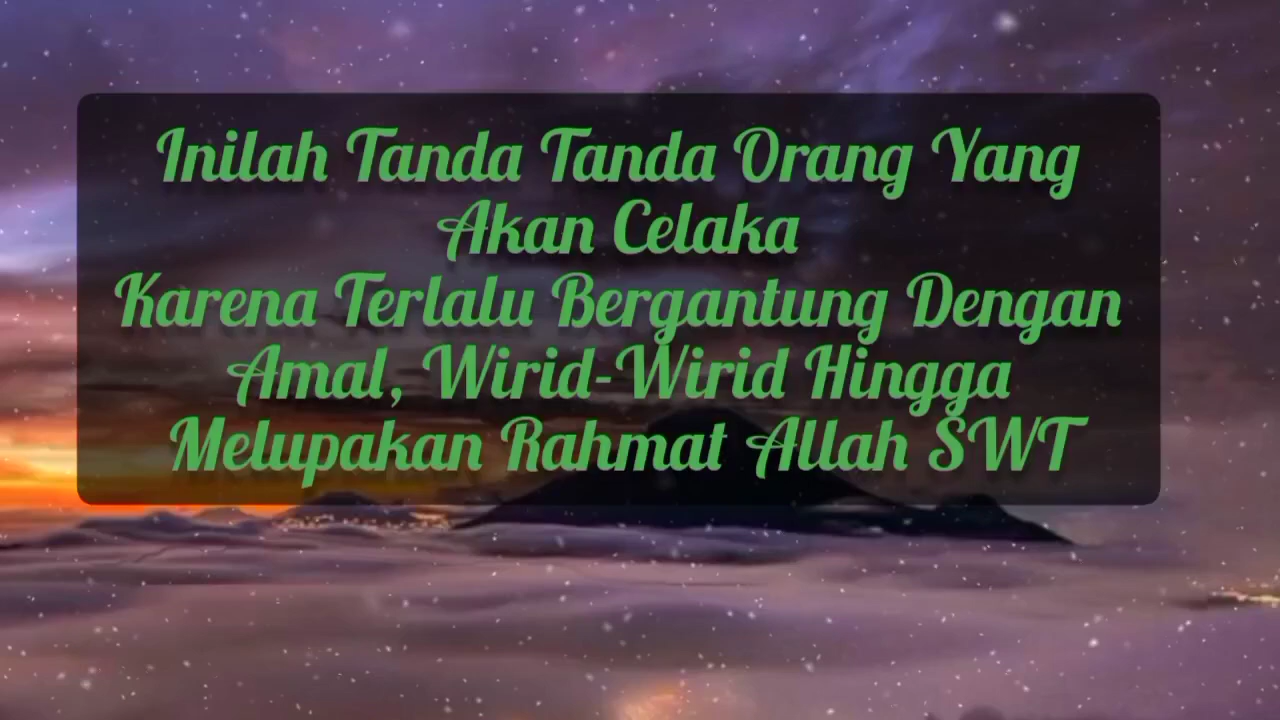 Inilah Tanda Tanda Orang Yang
Akan Celaka
Karena Terlalu Bergantung Dengan
Amal, Wirid-Wirid Hingga
Melupakan Rahmat Allah SWT